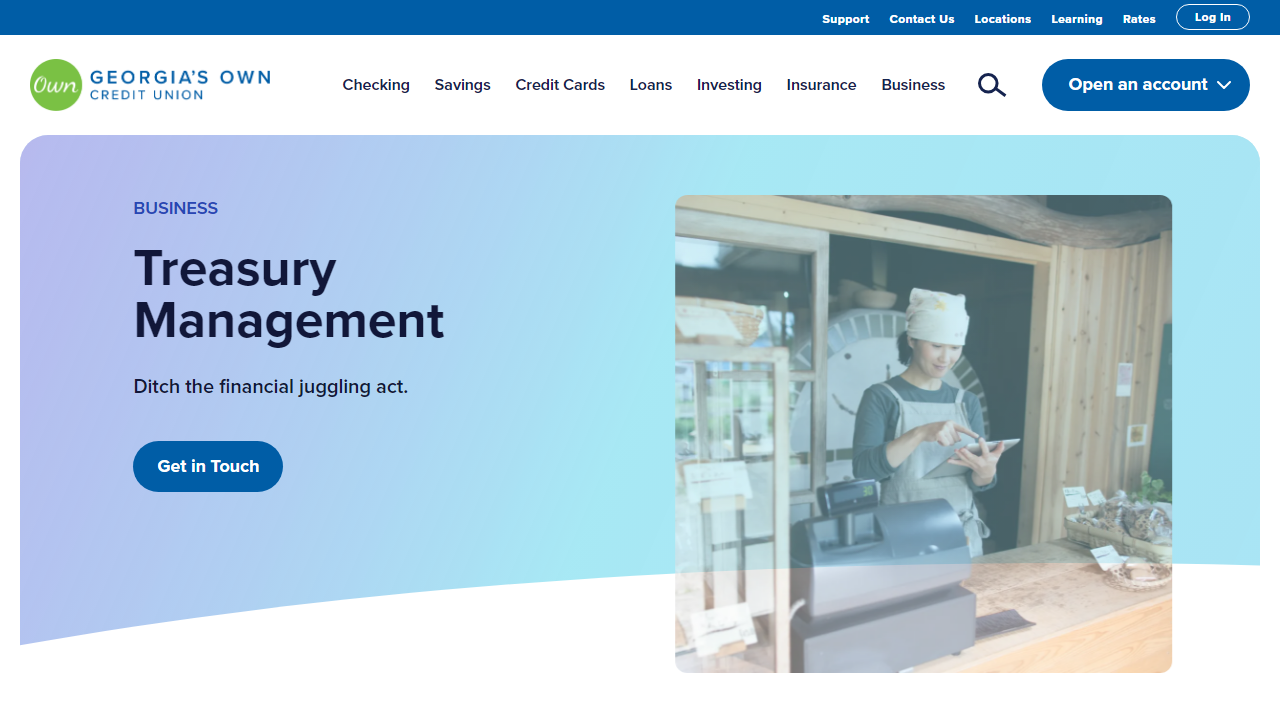 Support Contact Us Locations Learning Rates Log In
Own GEORGIA'S OWN
CREDIT UNION
Checking Savings Credit Cards Loans Investing Insurance Business Open an account
BUSINESS
Treasury
Management
Ditch the financial juggling act.
Get in Touch